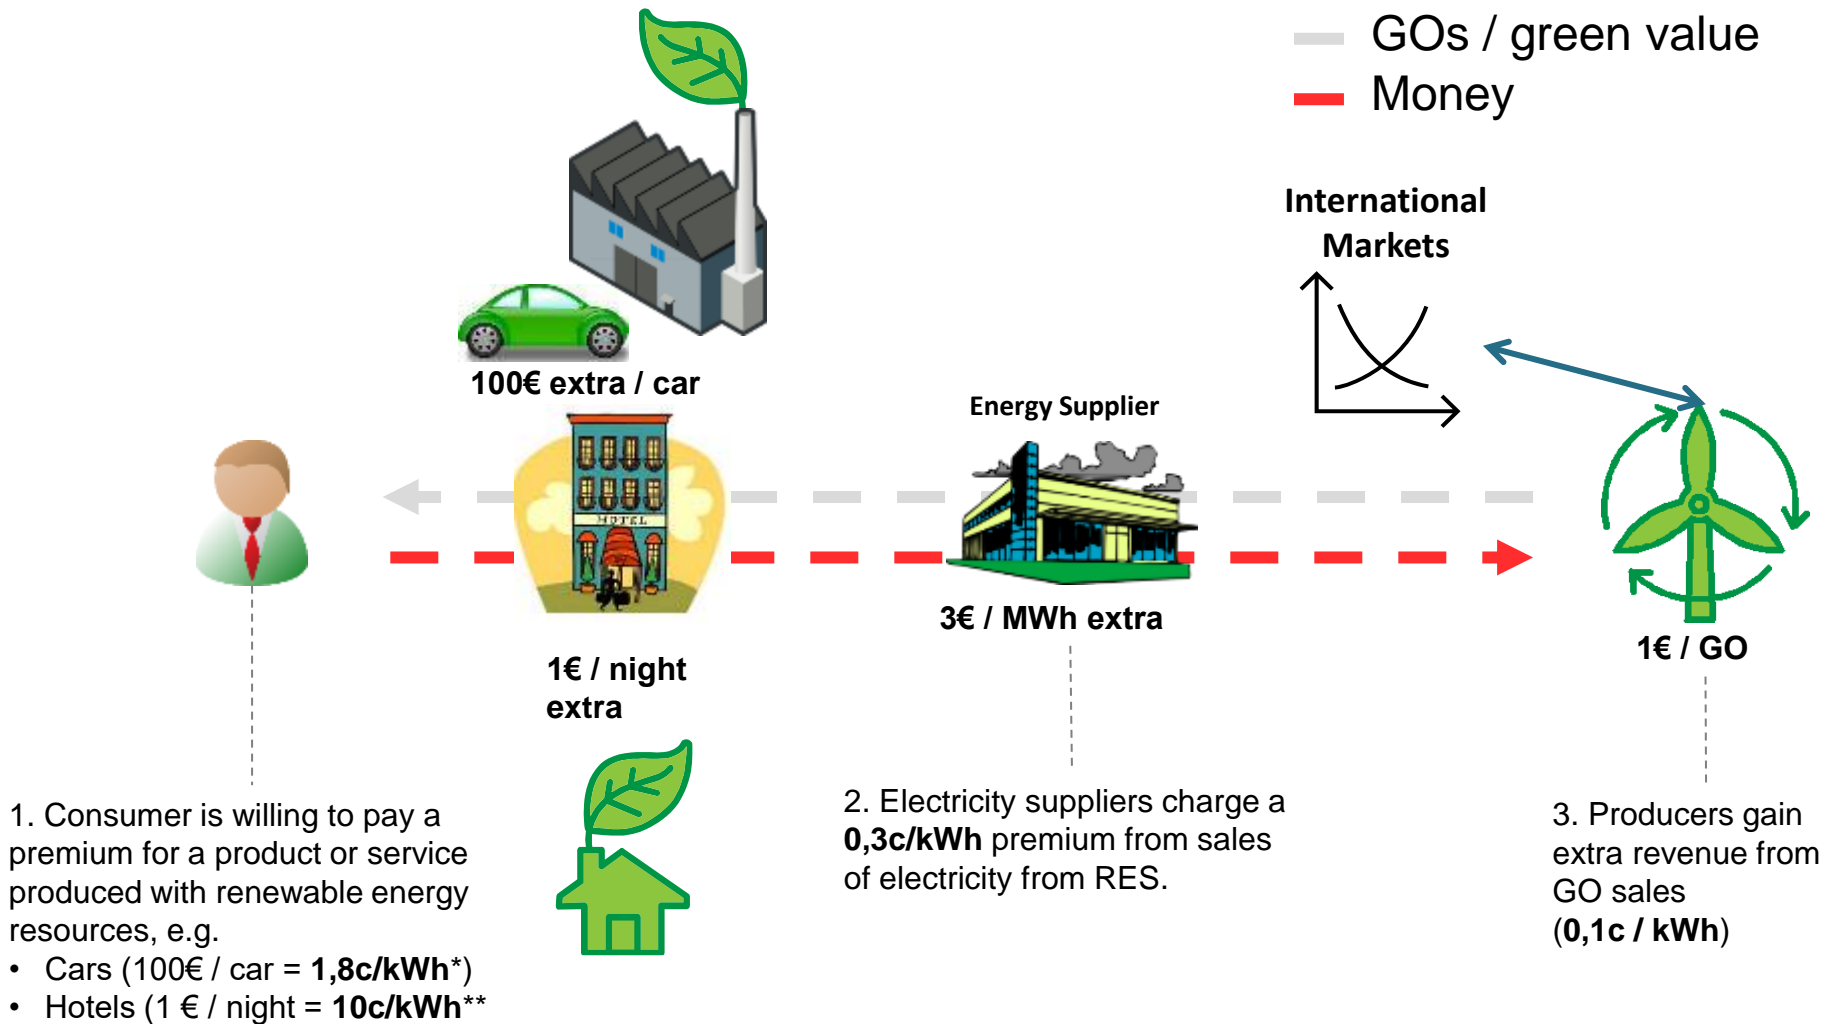 GOs / green value
Money
International
Markets
100€ extra / car
Energy Supplier
HOTEL
3€ / MWh extra
1€ / GO
1€ / night
extra
1. Consumer is willing to pay a
premium for a product or service
produced with renewable energy
resources, e.g.
• Cars (100€ / car = 1,8c/kWh*)
• Hotels (1 € / night = 10c/kWh**
2. Electricity suppliers charge a
0,3c/kWh premium from sales
of electricity from RES.
3. Producers gain
extra revenue from
GO sales
(0,1c / kWh)